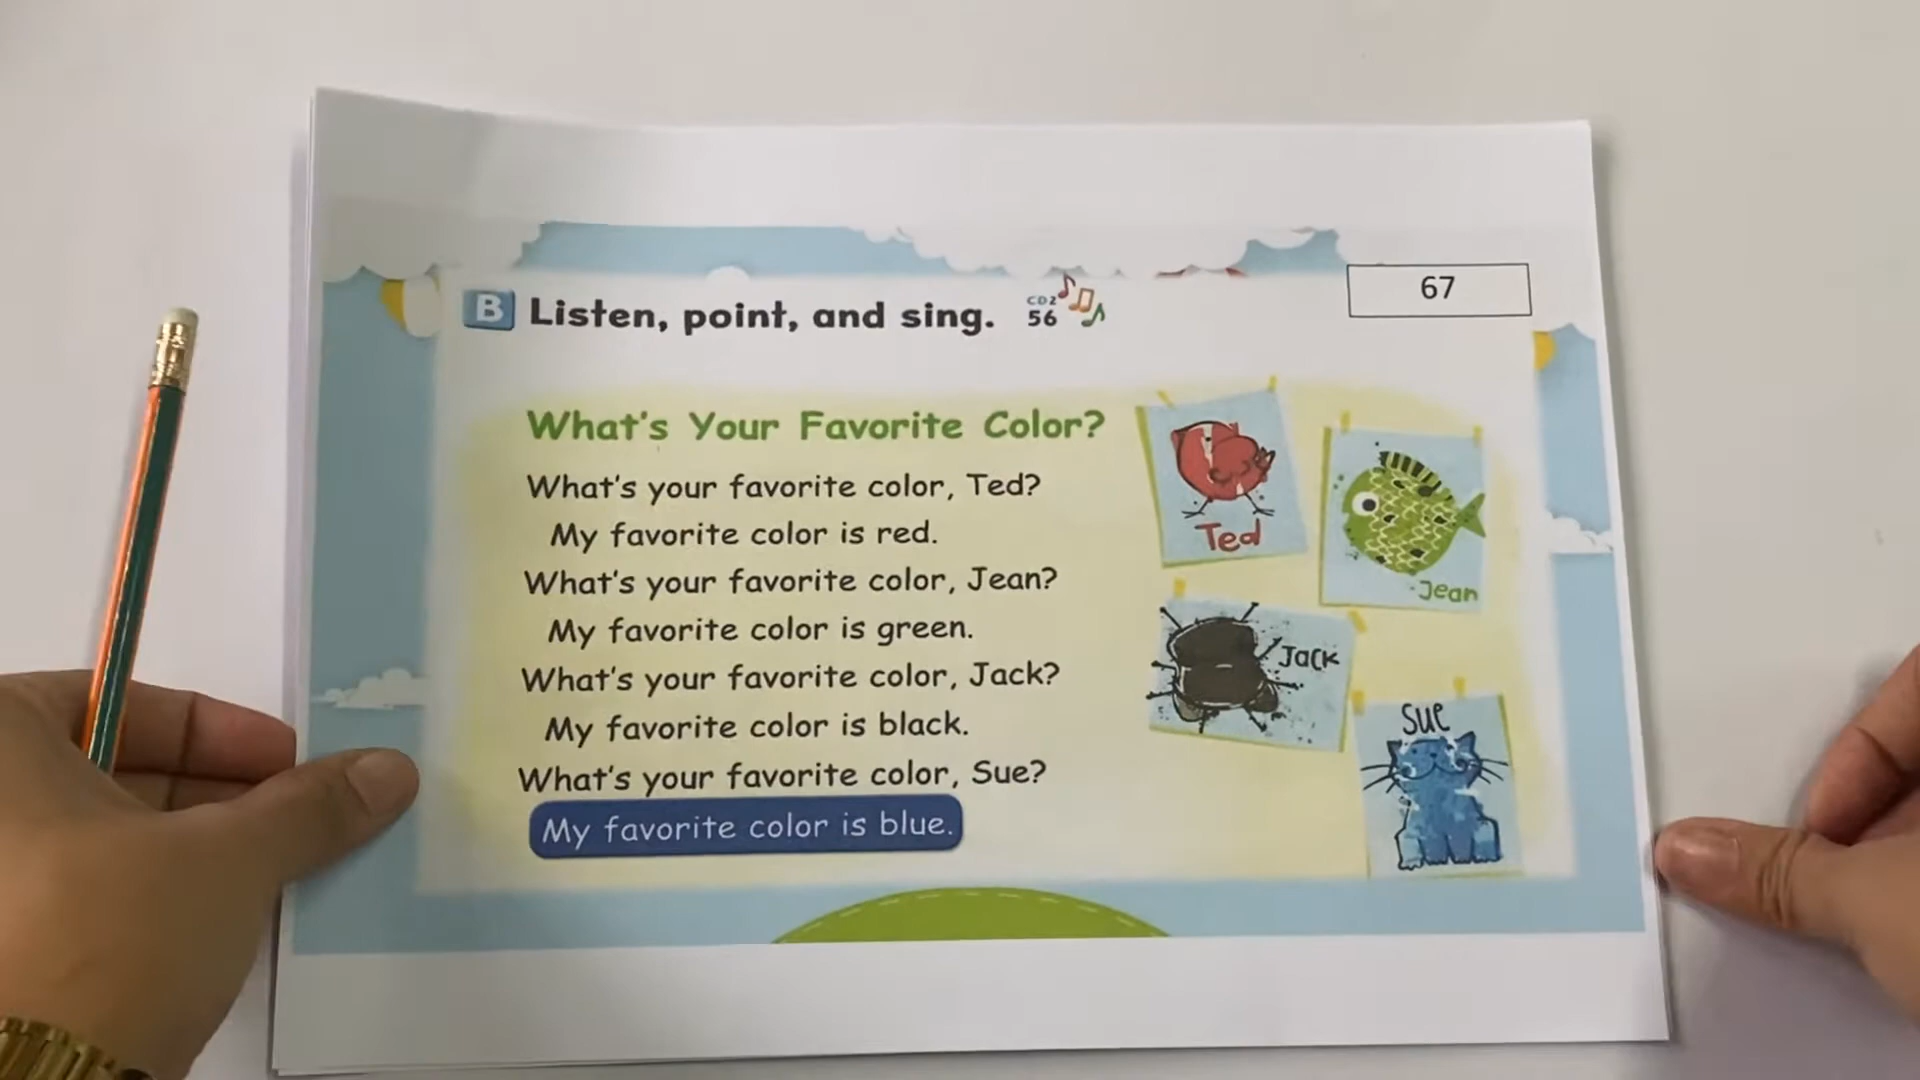 B Listen, point, and sing. CD2 56
67
What's Your Favorite Color?
What's your favorite color, Ted?
My favorite color is red.
What's your favorite color, Jean?
My favorite color is green.
What's your favorite color, Jack?
My favorite color is black.
What's your favorite color, Sue?
My favorite color is blue.
Ted
Jean
Jack
Sue